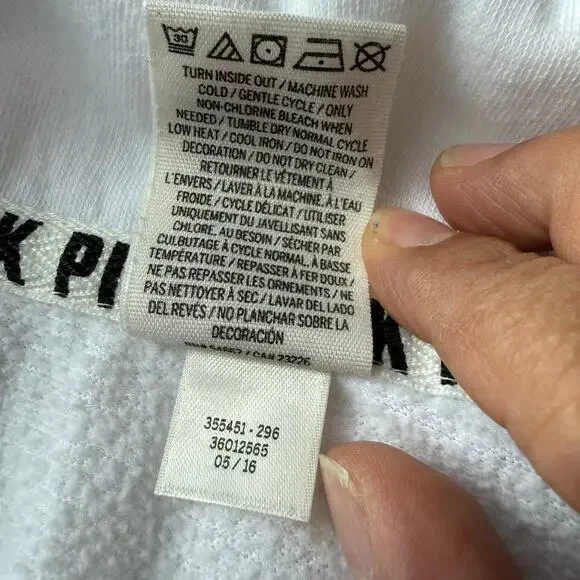 30
TURN INSIDE OUT / MACHINE WASH
COLD / GENTLE CYCLE / ONLY
NON-CHLORINE BLEACH WHEN
NEEDED / TUMBLE DRY NORMAL CYCLE
LOW HEAT / COOL IRON / DO NOT IRON ON
DECORATION / DO NOT DRY CLEAN /
RETOURNER LE VÊTEMENT À
L'ENVERS / LAVER À LA MACHINE, À L'EAU
FROIDE / CYCLE DÉLICAT / UTILISER
UNIQUEMENT DU JAVELLISANT SANS
CHLORE, AU BESOIN / SÉCHER PAR
CULBUTAGE À CYCLE NORMAL, À BASSE
TEMPÉRATURE / REPASSER À FER DOUX /
NE PAS REPASSER LES ORNEMENTS / NE
PAS NETTOYER À SEC / LAVAR DEL LADO
DEL REVÉS / NO PLANCHAR SOBRE LA
DECORACIÓN
CA# 23226
K PI K
355451 - 296
36012565
05 / 16